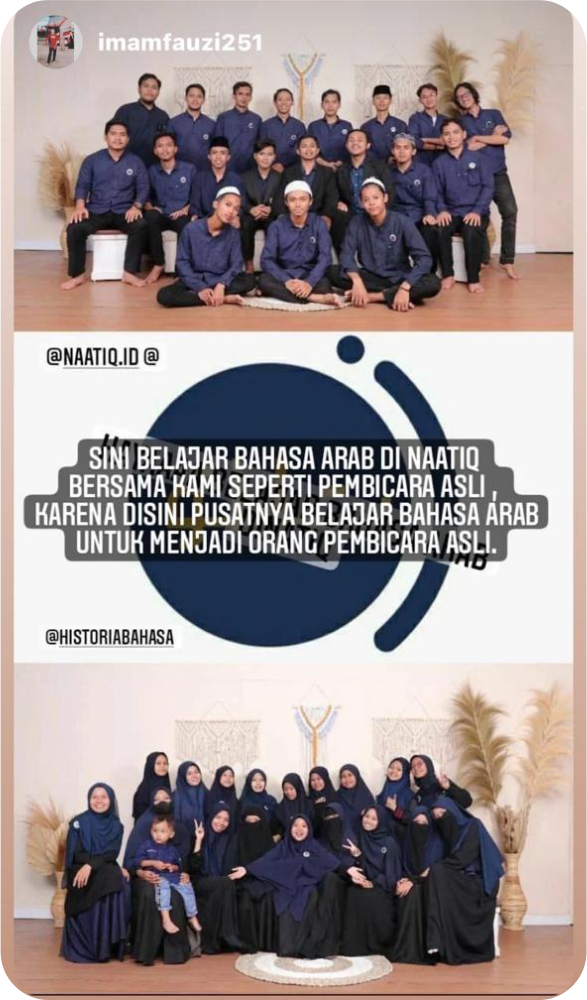 imamfauzi251
@NAATIQ.ID @
SINI BELAJAR BAHASA ARAB DI NAATIQ
BERSAMA KAMI SEPERTI PEMBICARA ASLI ,
KARENA DISINI PUSATNYA BELAJAR BAHASA ARAB
UNTUK MENJADI ORANG PEMBICARA ASLI.
@HISTORIABAHASA